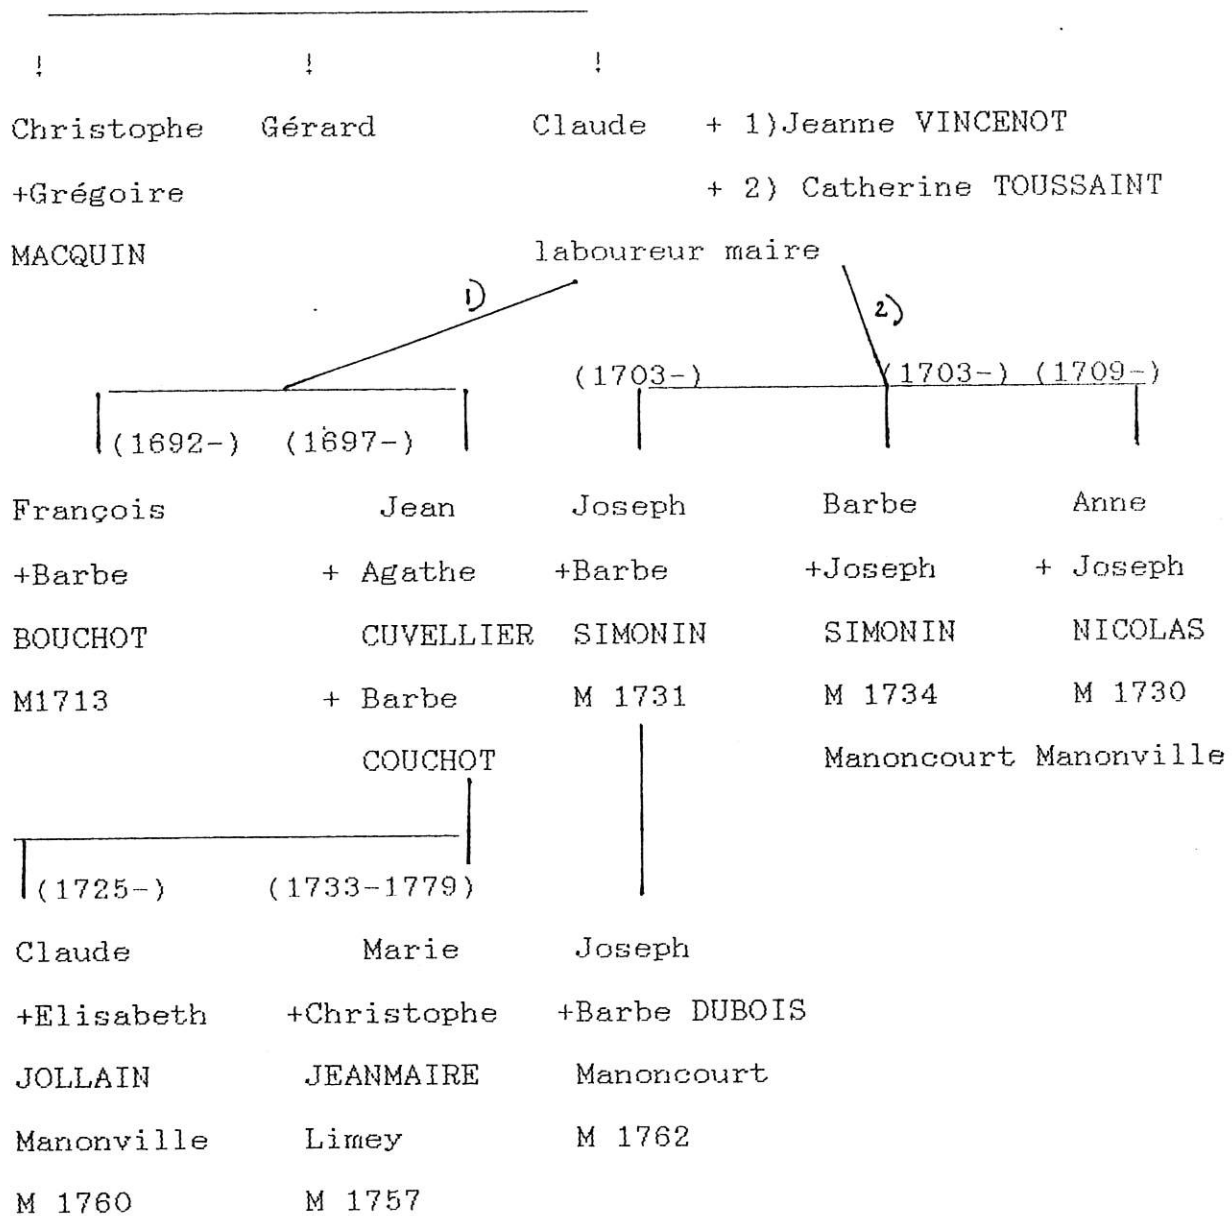 Christophe Gérard Claude + 1)Jeanne VINCENOT
+Grégoire + 2) Catherine TOUSSAINT
MACQUIN laboureur maire
1) 2)
(1703-) (1703-) (1709-)
(1692-) (1697-)
François Jean Joseph Barbe Anne
+Barbe + Agathe +Barbe +Joseph + Joseph
BOUCHOT CUVELLIER SIMONIN SIMONIN NICOLAS
M1713 + Barbe M 1731 M 1734 M 1730
COUCHOT Manoncourt Manonville
(1725-) (1733-1779)
Claude Marie Joseph
+Elisabeth +Christophe +Barbe DUBOIS
JOLLAIN JEANMAIRE Manoncourt
Manonville Limey M 1762
M 1760 M 1757